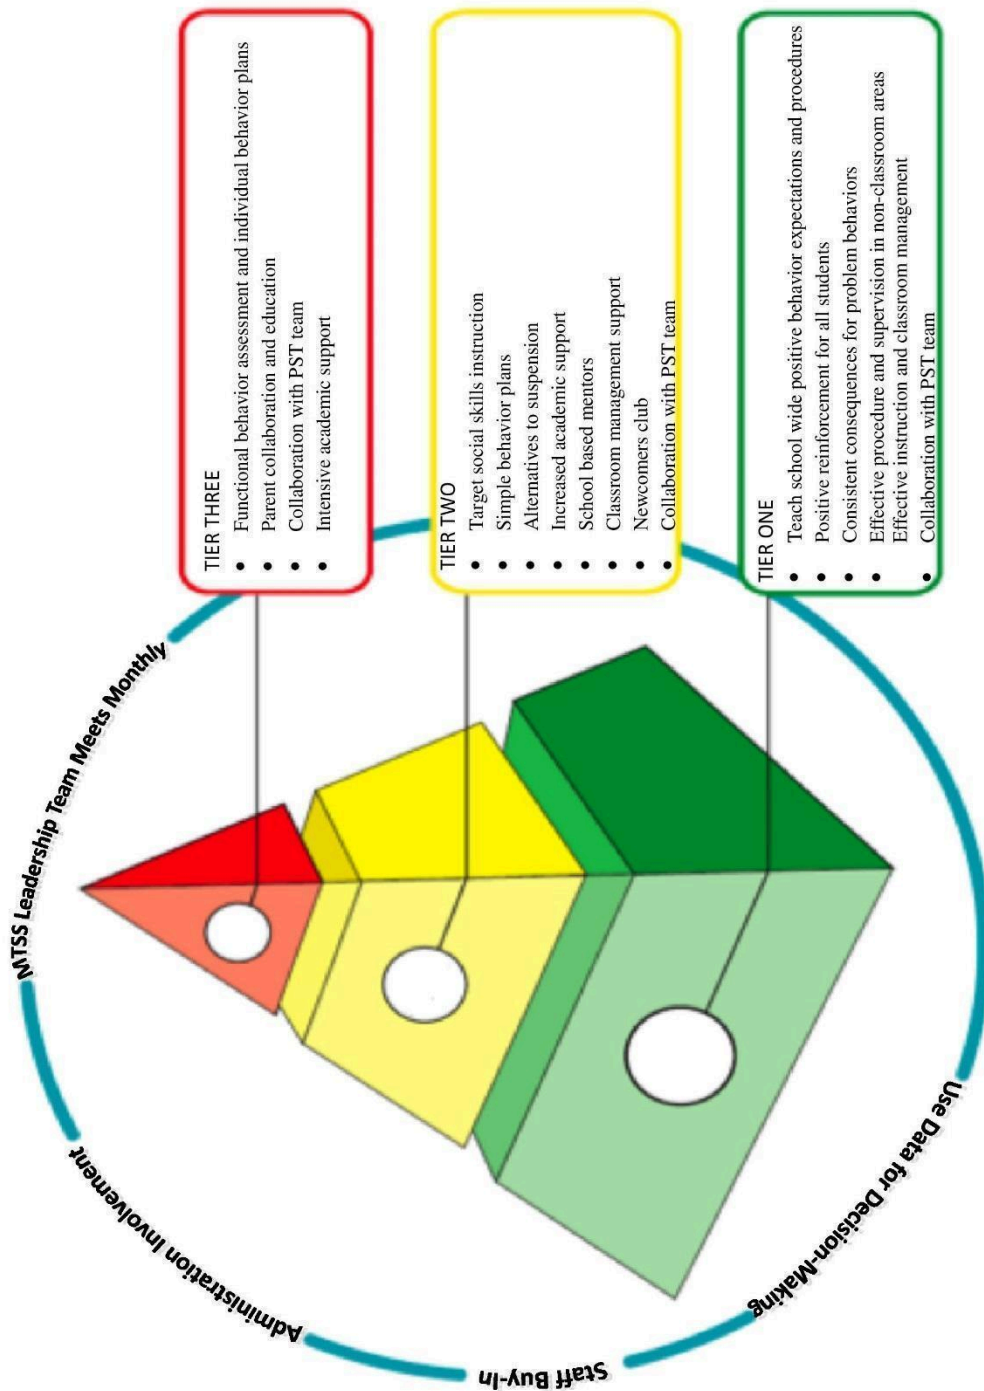 MTSS Leadership Team Meets Monthly
Administration Involvement
Staff Buy-In
Use Data for Decision-Making
TIER THREE
• Functional behavior assessment and individual behavior plans
• Parent collaboration and education
• Collaboration with PST team
• Intensive academic support
TIER TWO
• Target social skills instruction
• Simple behavior plans
• Alternatives to suspension
• Increased academic support
• School based mentors
• Classroom management support
• Newcomers club
• Collaboration with PST team
TIER ONE
• Teach school wide positive behavior expectations and procedures
• Positive reinforcement for all students
• Consistent consequences for problem behaviors
• Effective procedure and supervision in non-classroom areas
Effective instruction and classroom management
• Collaboration with PST team